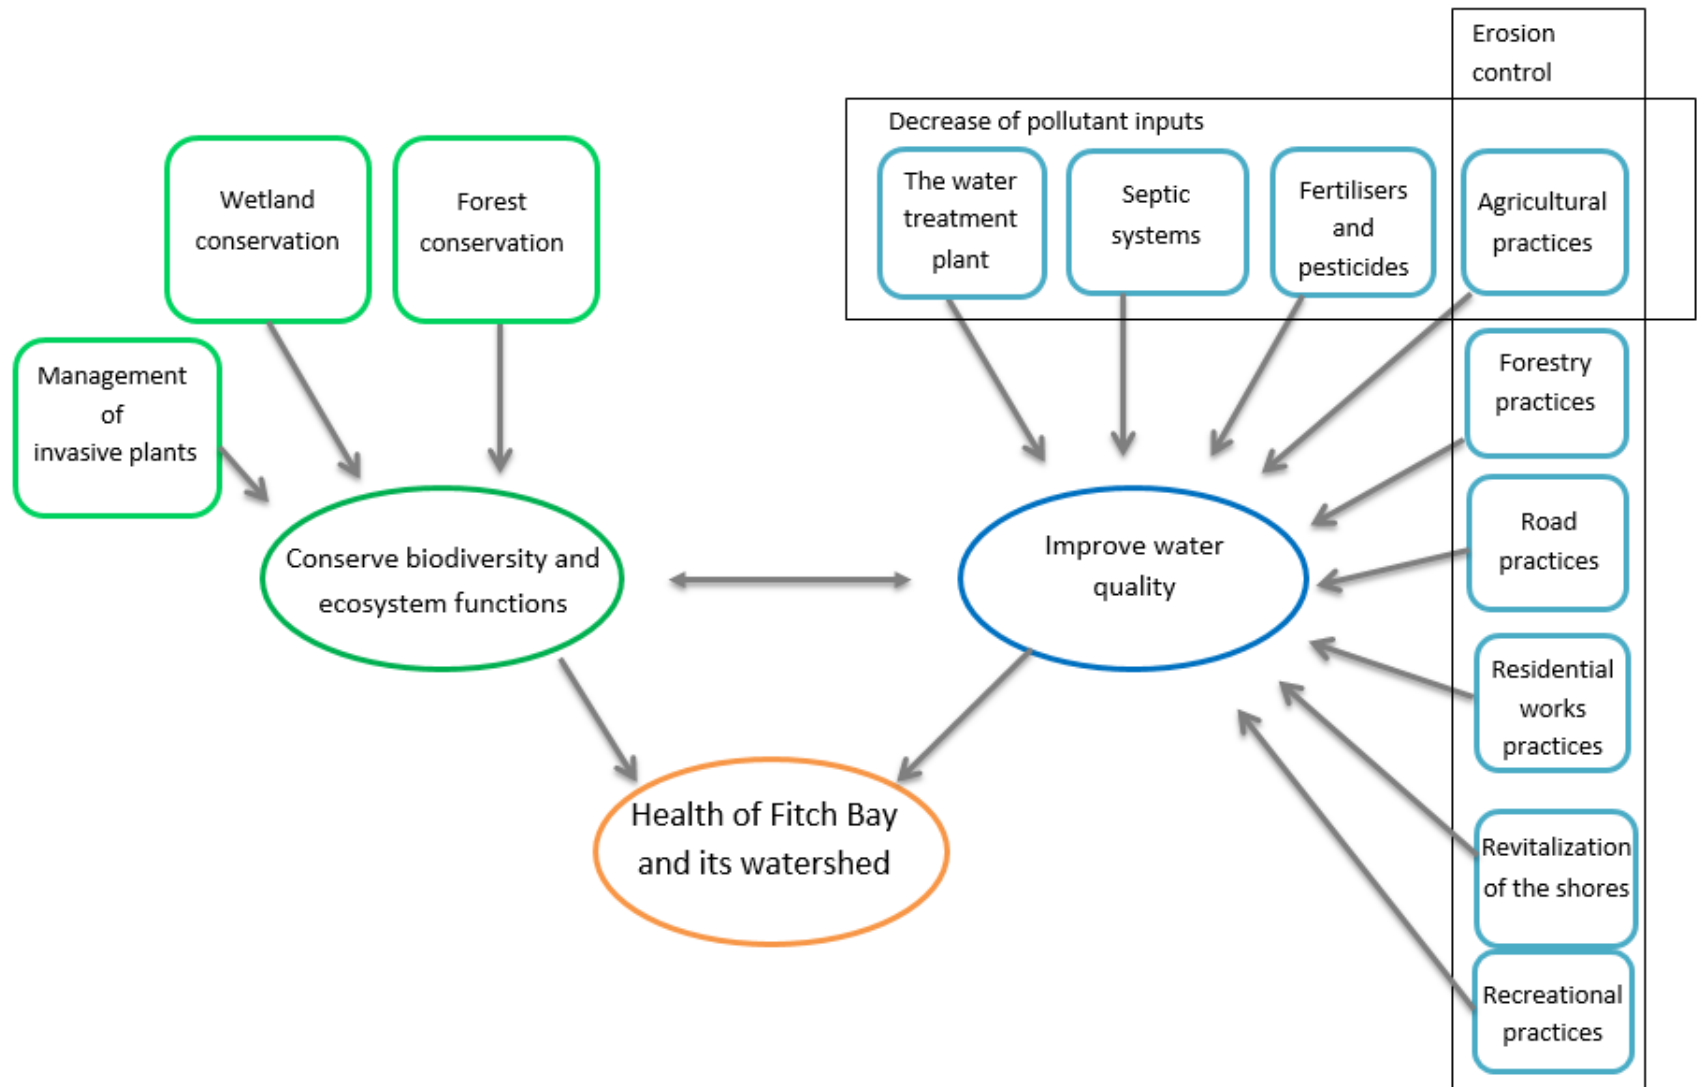 Erosion
control
Decrease of pollutant inputs
Wetland
conservation
Forest
conservation
The water
treatment
plant
Septic
systems
Fertilisers
and
pesticides
Agricultural
practices
Management
of
invasive plants
Forestry
practices
Road
practices
Conserve biodiversity and
ecosystem functions
Improve water
quality
Residential
works
practices
Health of Fitch Bay
and its watershed
Revitalization
of the shores
Recreational
practices